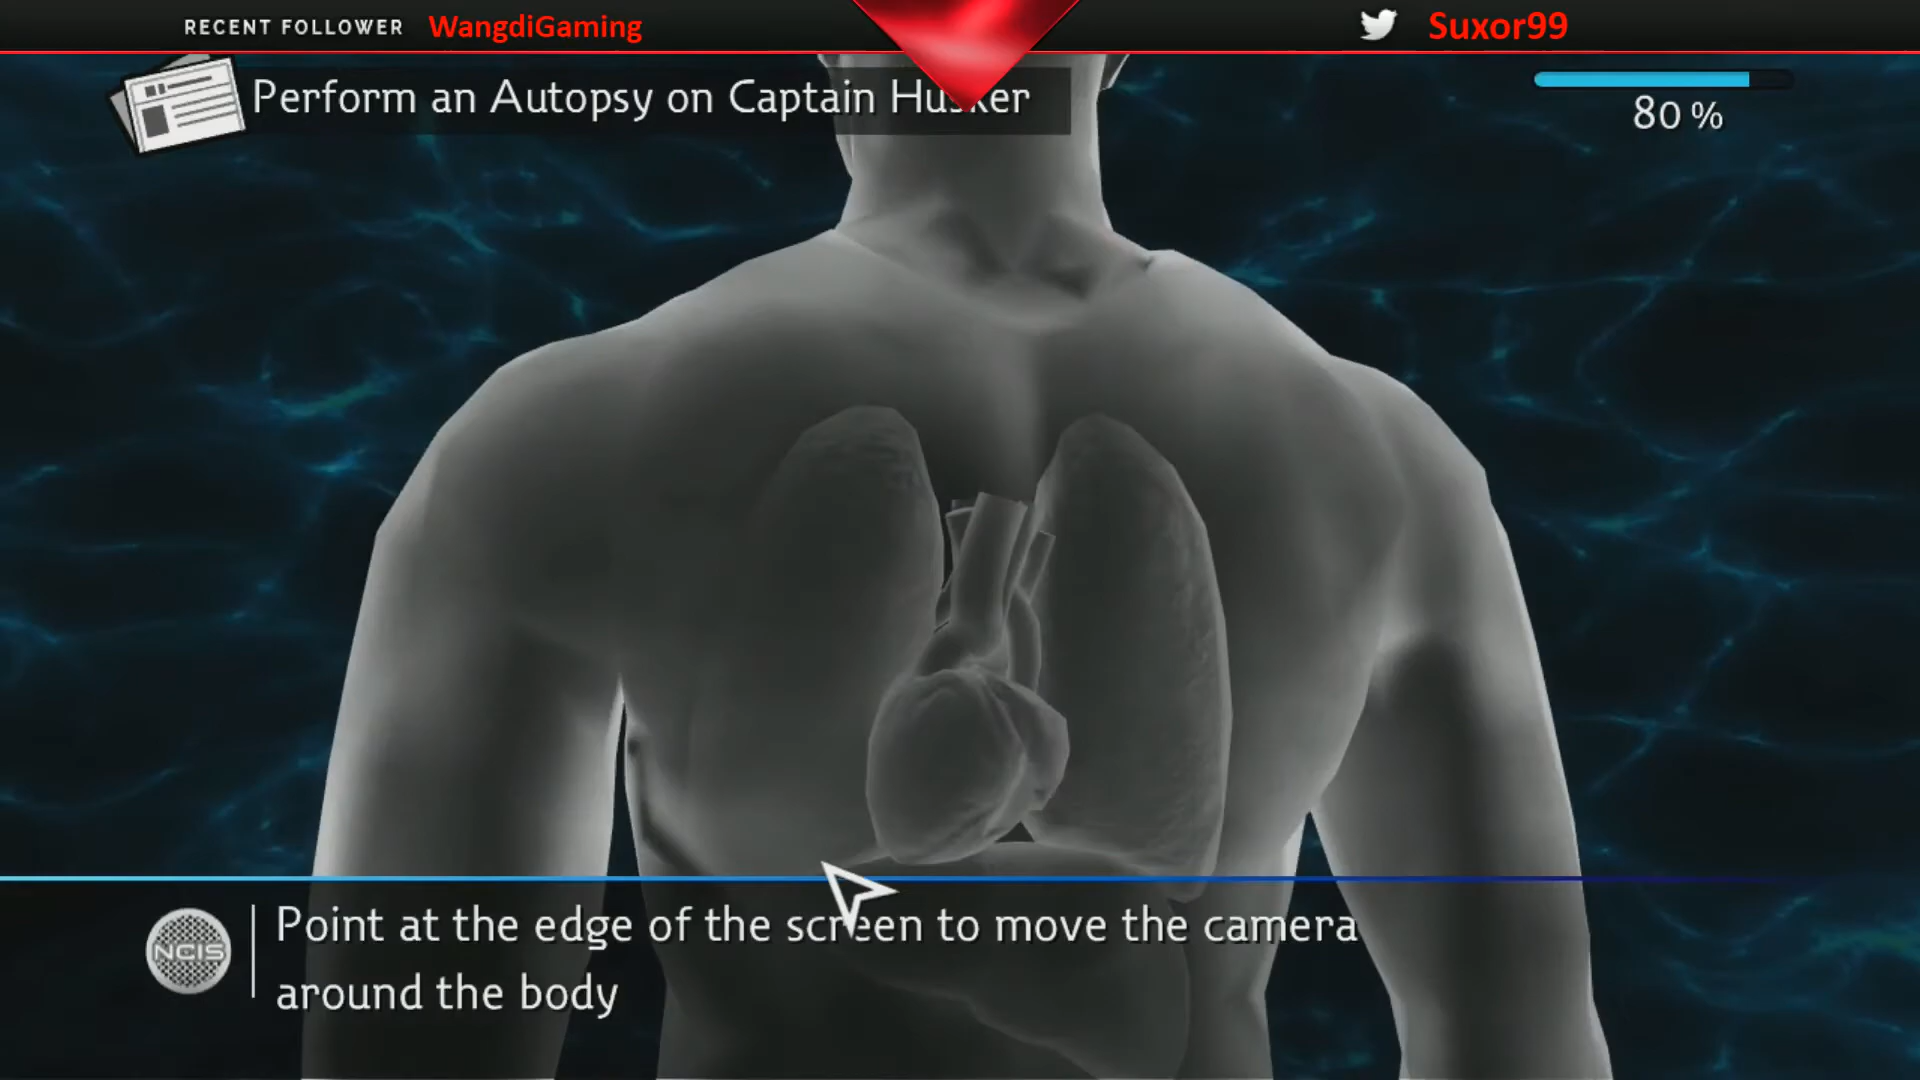 RECENT FOLLOWER WangdiGaming
Suxor99
Perform an Autopsy on Captain Husker
80 %
NCIS
Point at the edge of the screen to move the camera
around the body